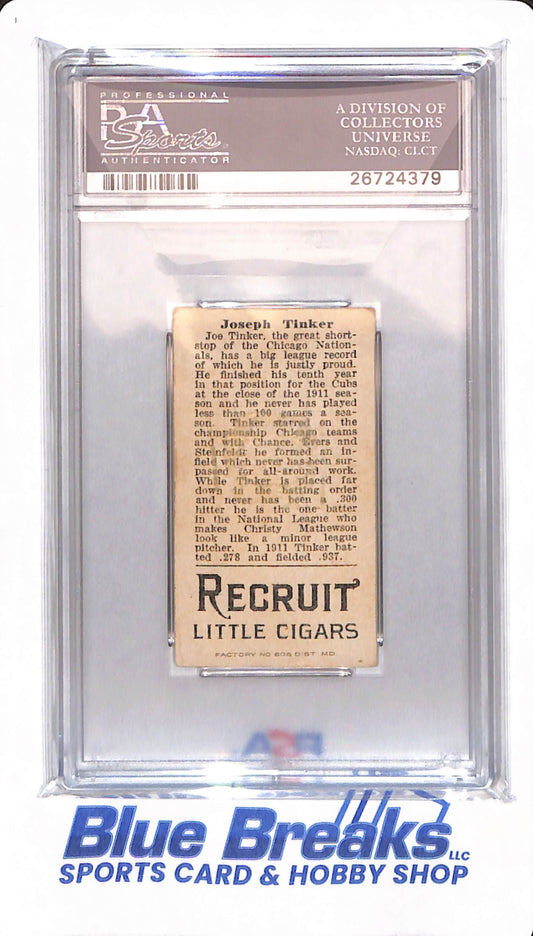 PROFESSIONAL
PSA
Sports
AUTHENTICATOR
A DIVISION OF
COLLECTORS
UNIVERSE
NASDAQ: CLCT
26724379
Joseph Tinker
Joe Tinker, the great short-
stop of the Chicago Nation-
als, has a big league record
of which he is justly proud.
He finished his tenth year
in that position for the Cubs
at the close of the 1911 sea-
son and he never has played
less than 100 games a sea-
son. Tinker starred on the
championship Chicago teams
and with Chance, Evers and
Steinfeldt he formed an in-
field which never has been sur-
passed for all-around work.
While Tinker is placed far
down in the batting order
and never has been a .300
hitter he is the one batter
in the National League who
makes Christy Mathewson
look like a minor league
pitcher. In 1911 Tinker bat-
ted .278 and fielded .937.
RECRUIT
LITTLE CIGARS
FACTORY NO 606 DIST. MD.
PSA
Blue Breaks LLC
SPORTS CARD & HOBBY SHOP